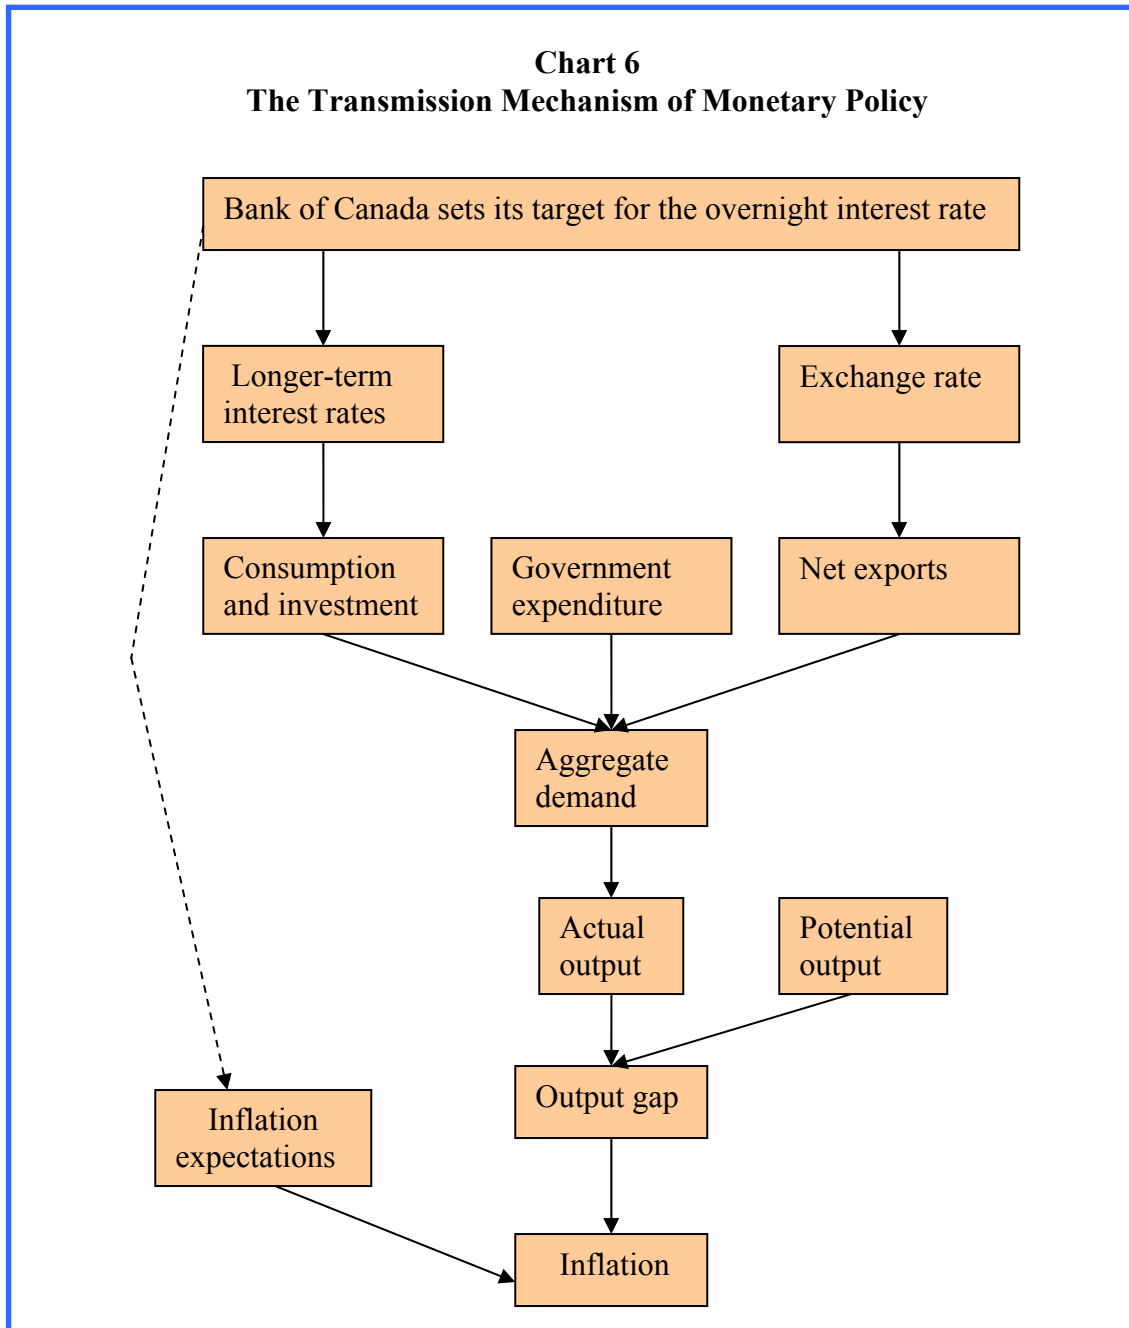 Chart 6
The Transmission Mechanism of Monetary Policy
Bank of Canada sets its target for the overnight interest rate
Longer-term
interest rates
Exchange rate
Consumption
and investment
Government
expenditure
Net exports
Aggregate
demand
Actual
output
Potential
output
Output gap
Inflation
expectations
Inflation